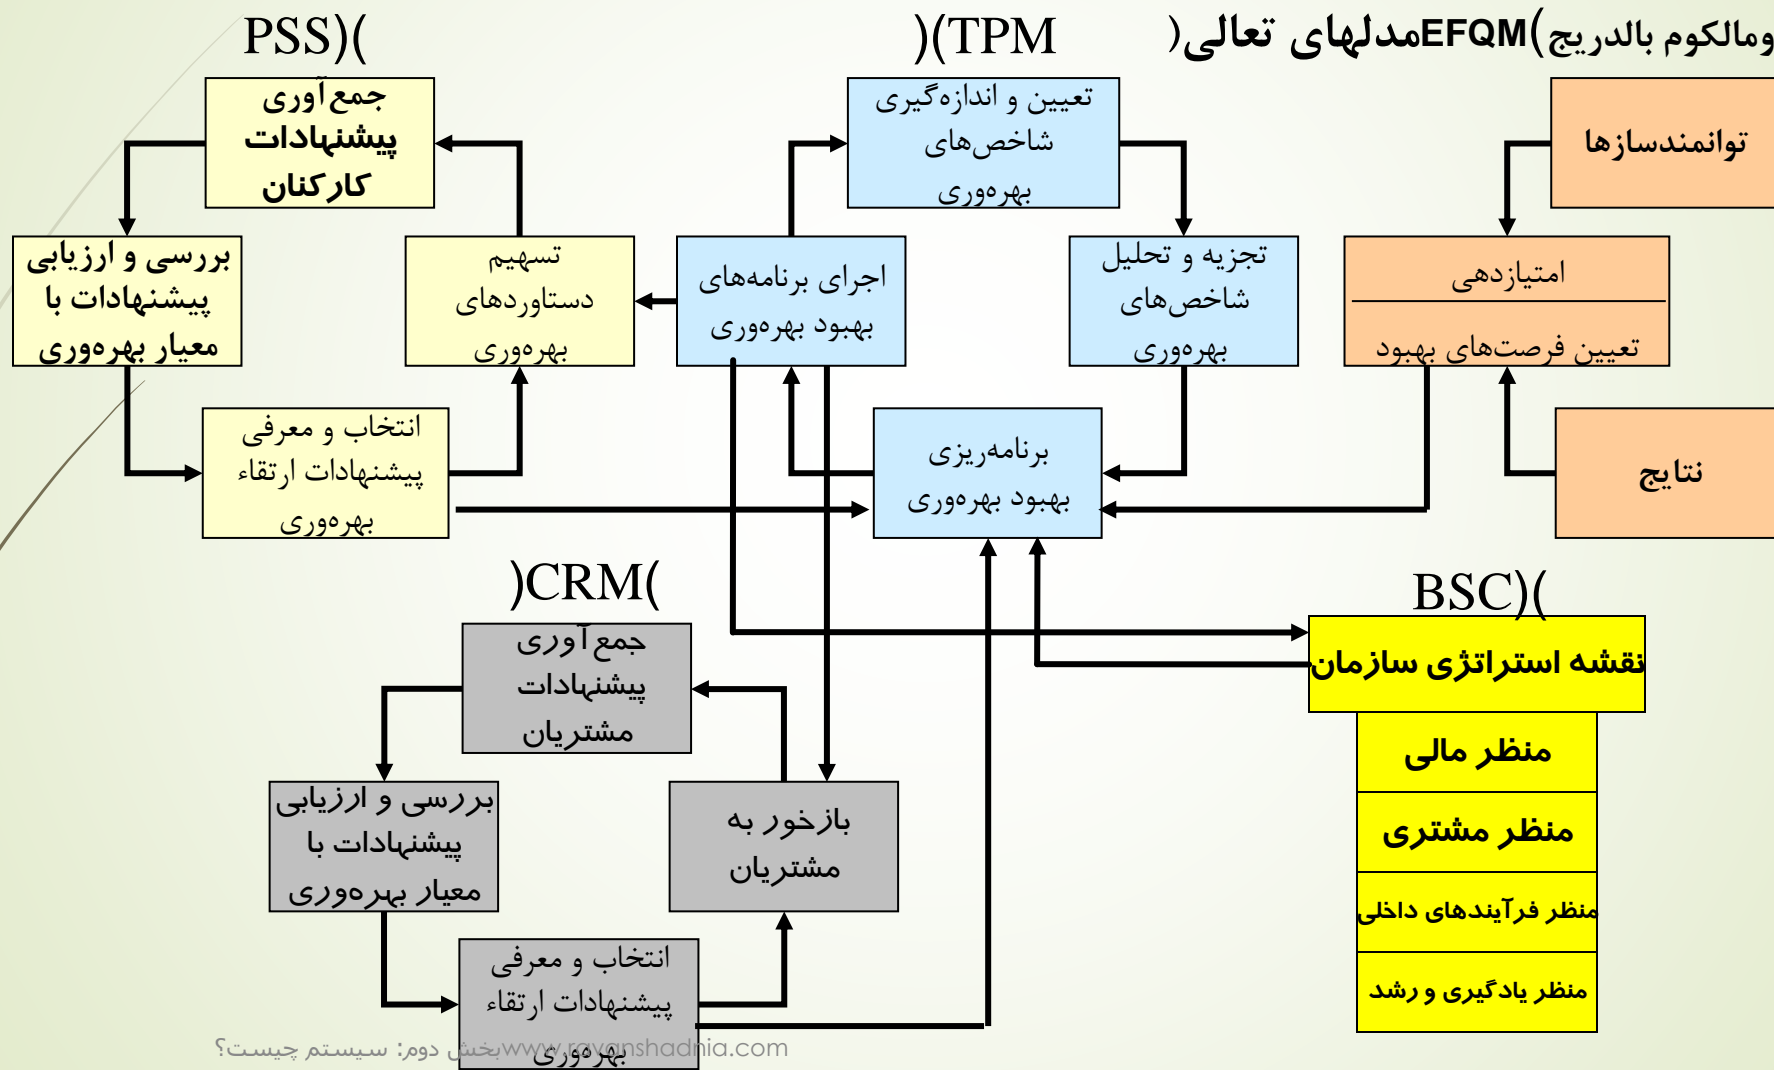 مدلهای تعالی(EFQM ومالکوم بالدریج)
)(TPM
PSS)(
توانمندسازها
امتیازدهی
تعیین فرصت‌های بهبود
نتایج
تعیین و اندازه‌گیری
شاخص‌های
بهره‌وری
تجزیه و تحلیل
شاخص‌های
بهره‌وری
برنامه‌ریزی
بهبود بهره‌وری
اجرای برنامه‌های
بهبود بهره‌وری
جمع‌آوری
پیشنهادات
کارکنان
تسهیم
دستاوردهای
بهره‌وری
بررسی و ارزیابی
پیشنهادات با
معیار بهره‌وری
انتخاب و معرفی
پیشنهادات ارتقاء
بهره‌وری
BSC)(
نقشه استراتژی سازمان
منظر مالی
منظر مشتری
منظر فرآیندهای داخلی
منظر یادگیری و رشد
)CRM(
جمع‌آوری
پیشنهادات
مشتریان
بازخور به
مشتریان
بررسی و ارزیابی
پیشنهادات با
معیار بهره‌وری
انتخاب و معرفی
پیشنهادات ارتقاء
بهره‌وری
بخش دوم: سیستم چیست؟www.ravanshadnia.com